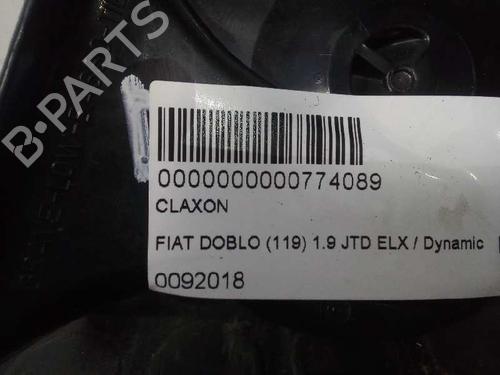 B-PARTS
0000000000774089
CLAXON
FIAT DOBLO (119) 1.9 JTD ELX / Dynamic
0092018